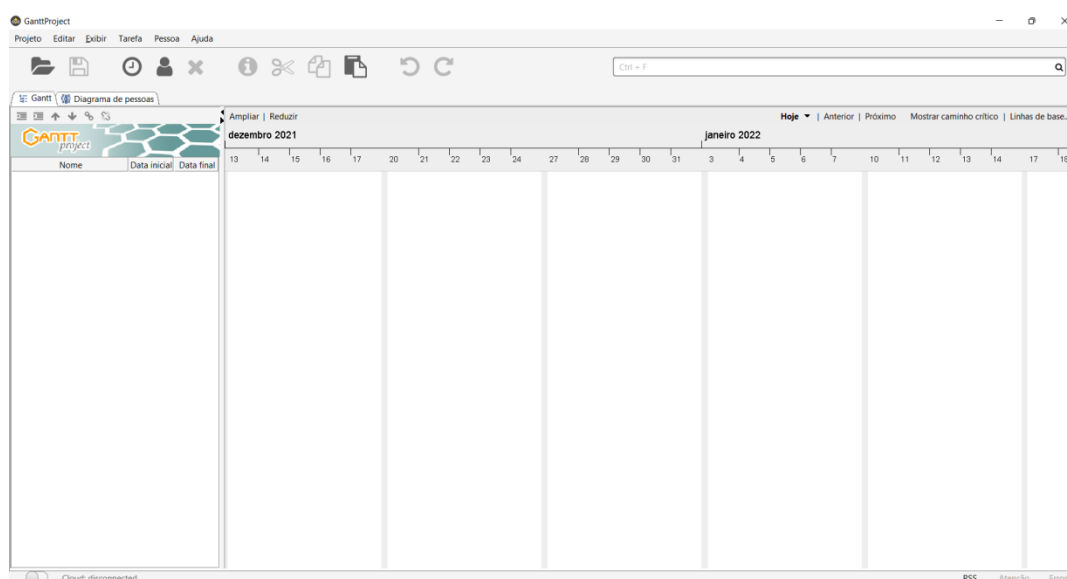 GanttProject
Projeto Editar Exibir Tarefa Pessoa Ajuda
Ctrl + F
Gantt Diagrama de pessoas
Ampliar | Reduzir Hoje | Anterior | Próximo Mostrar caminho crítico | Linhas de base..
GANTT project
dezembro 2021 janeiro 2022
13 14 15 16 17 20 21 22 23 24 27 28 29 30 31 3 4 5 6 7 10 11 12 13 14 17 18
Nome Data inicial Data final
Cloud: disconnected RSS Atenção